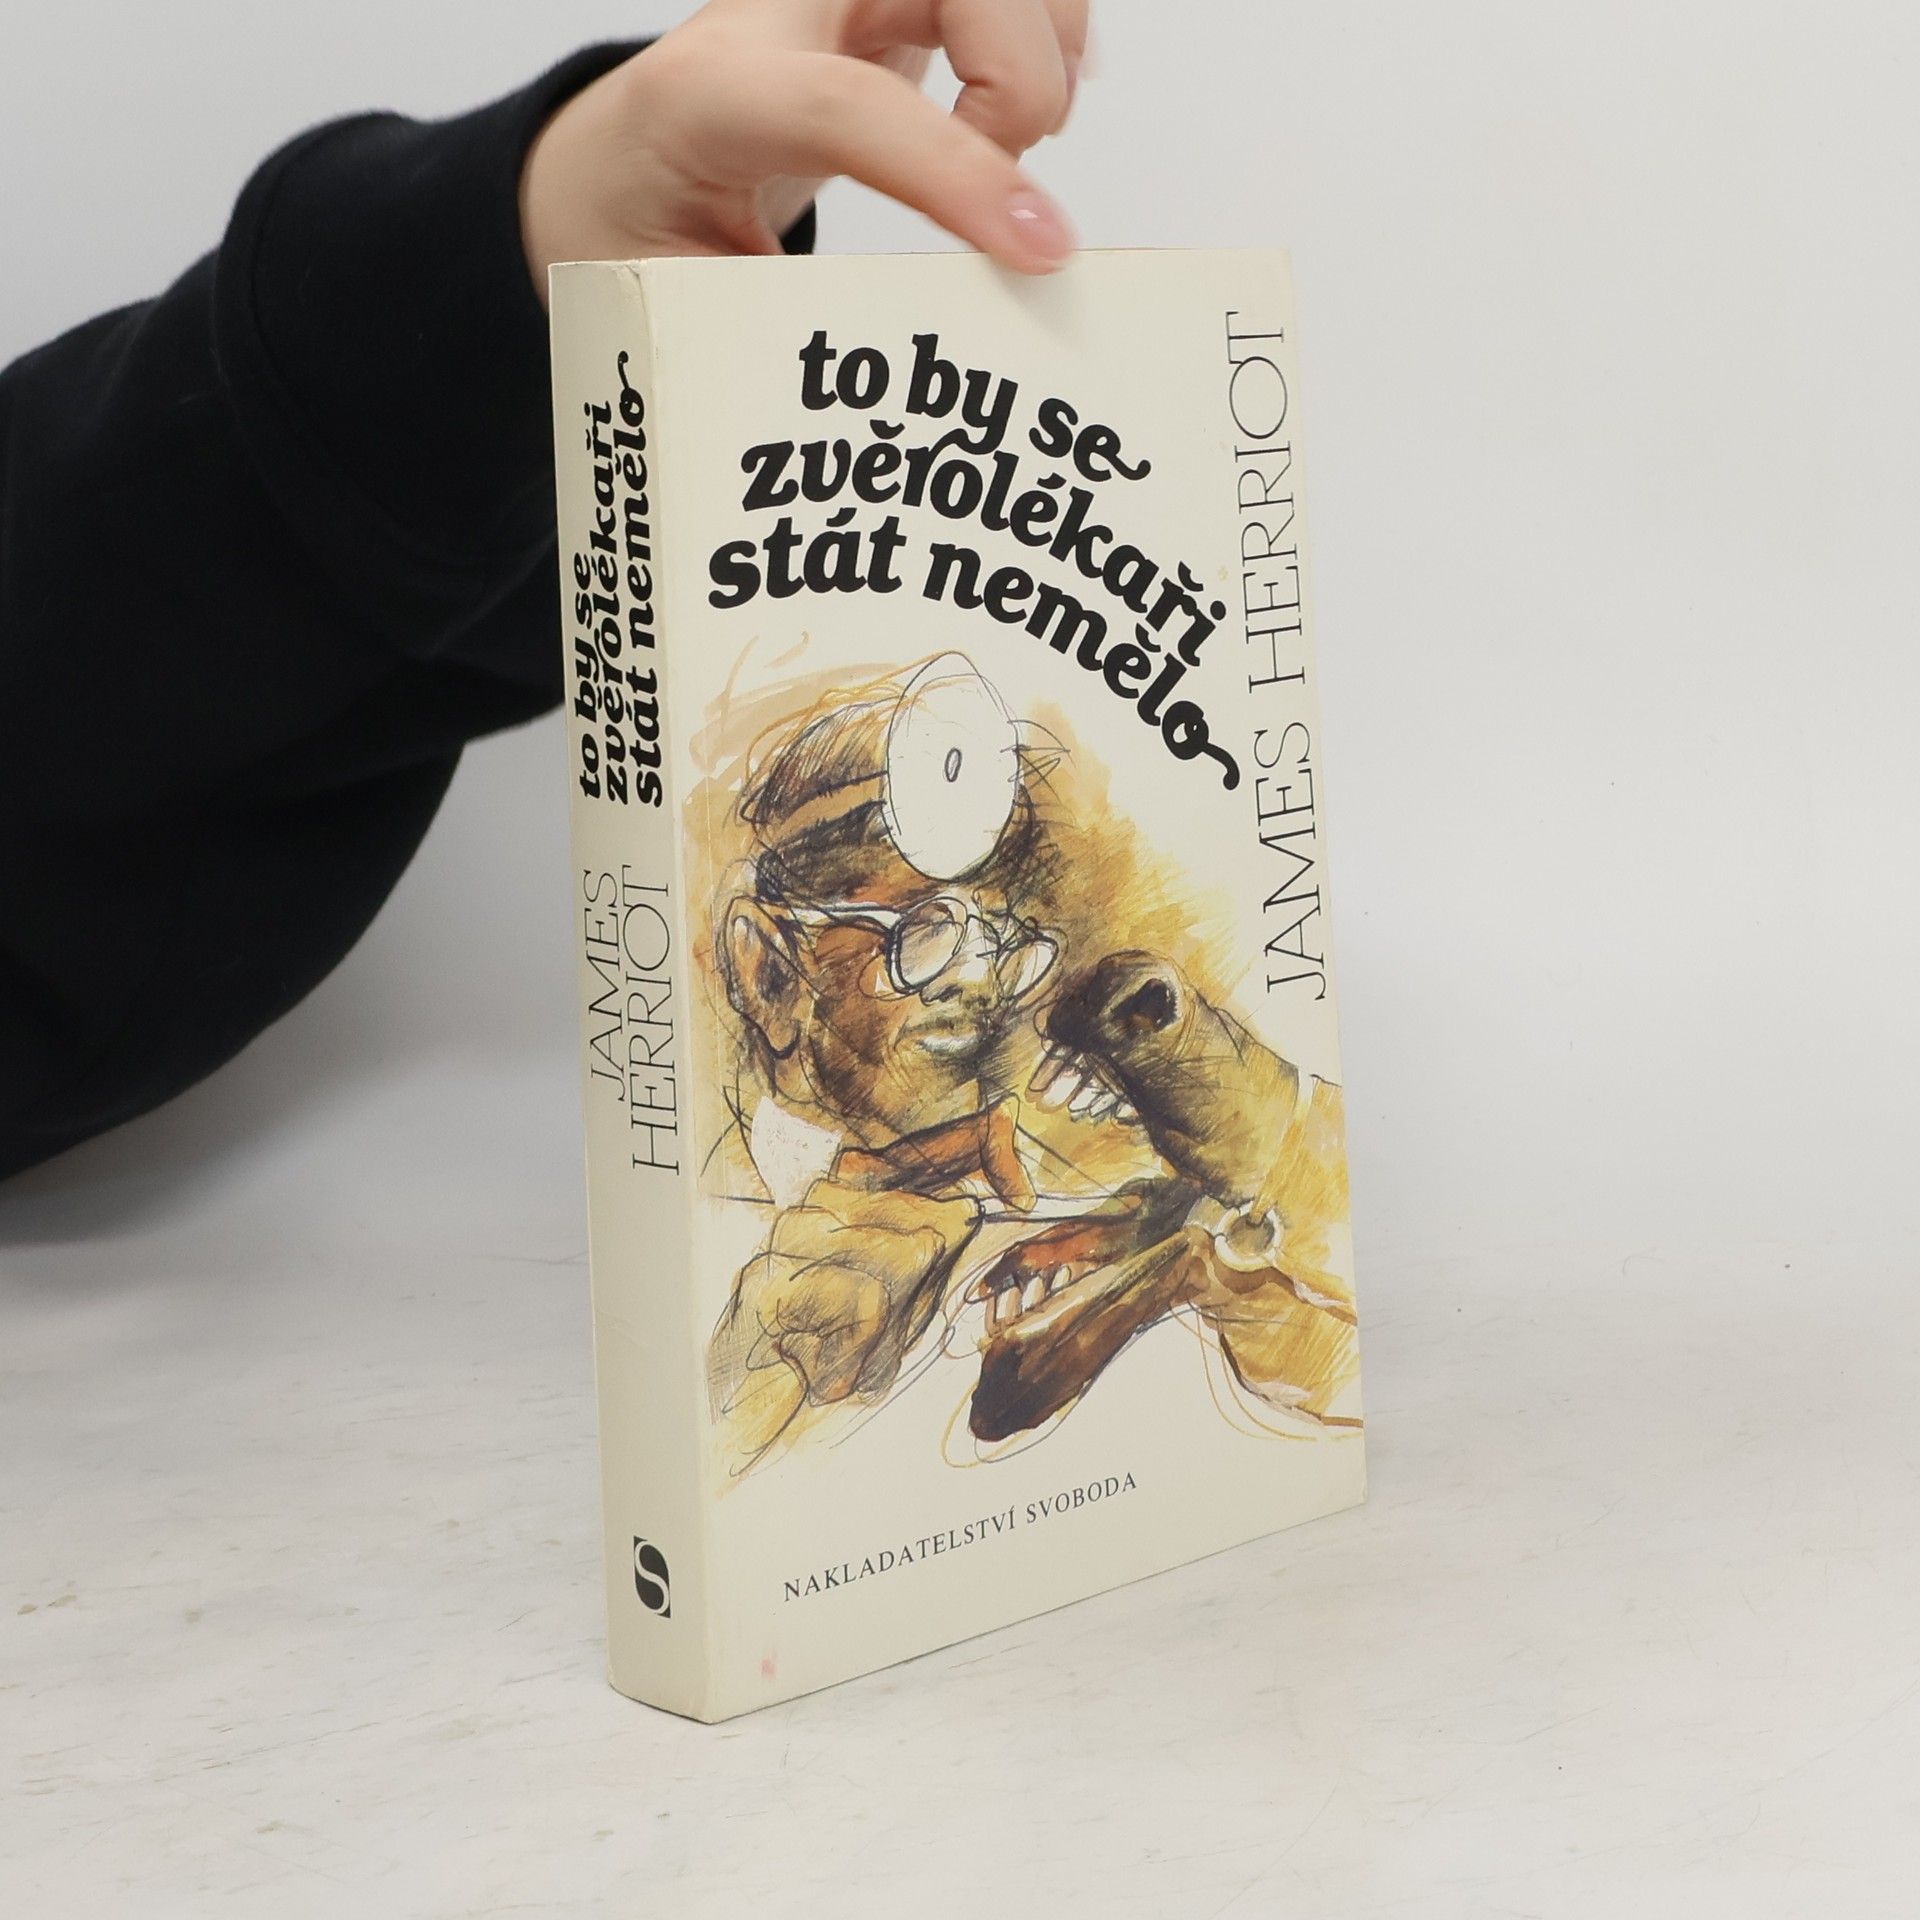 to by se
zvěrolékaři
stát nemělo
JAMES HERRIOT
NAKLADATELSTVÍ SVOBODA
to by se
zvěrolékaři
stát nemělo
JAMES
HERRIOT
S